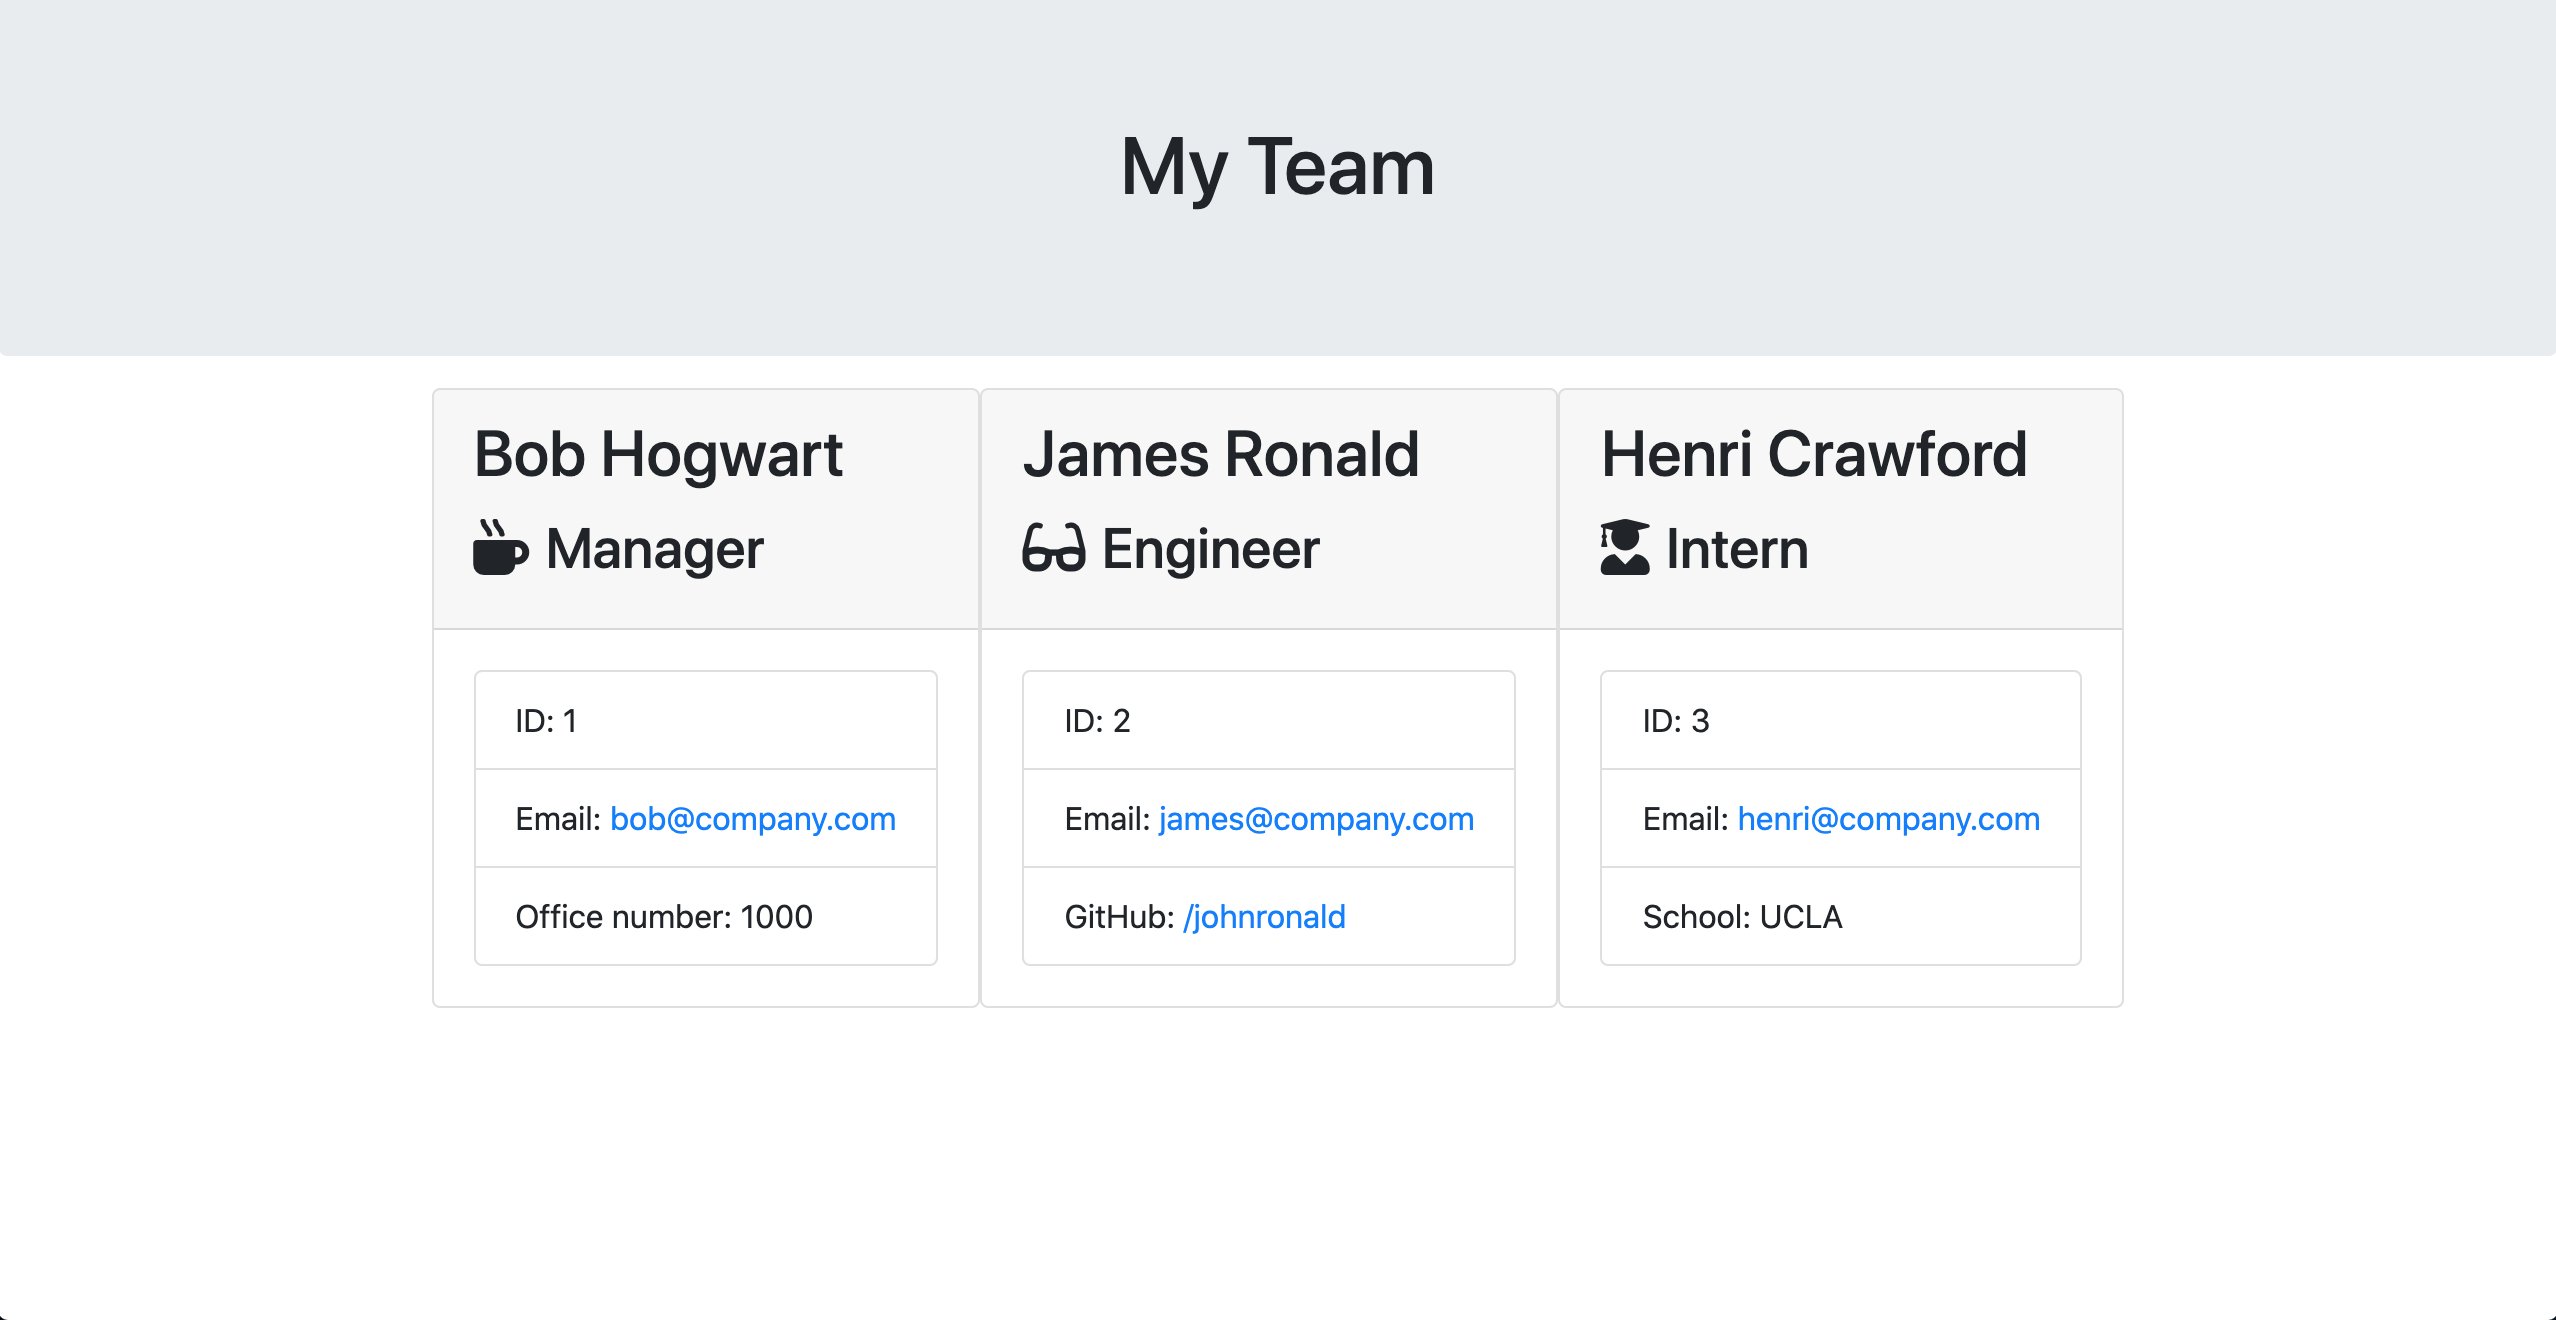 My Team
Bob Hogwart
Manager
ID: 1
Email: bob@company.com
Office number: 1000
James Ronald
Engineer
ID: 2
Email: james@company.com
GitHub: /johnronald
Henri Crawford
Intern
ID: 3
Email: henri@company.com
School: UCLA